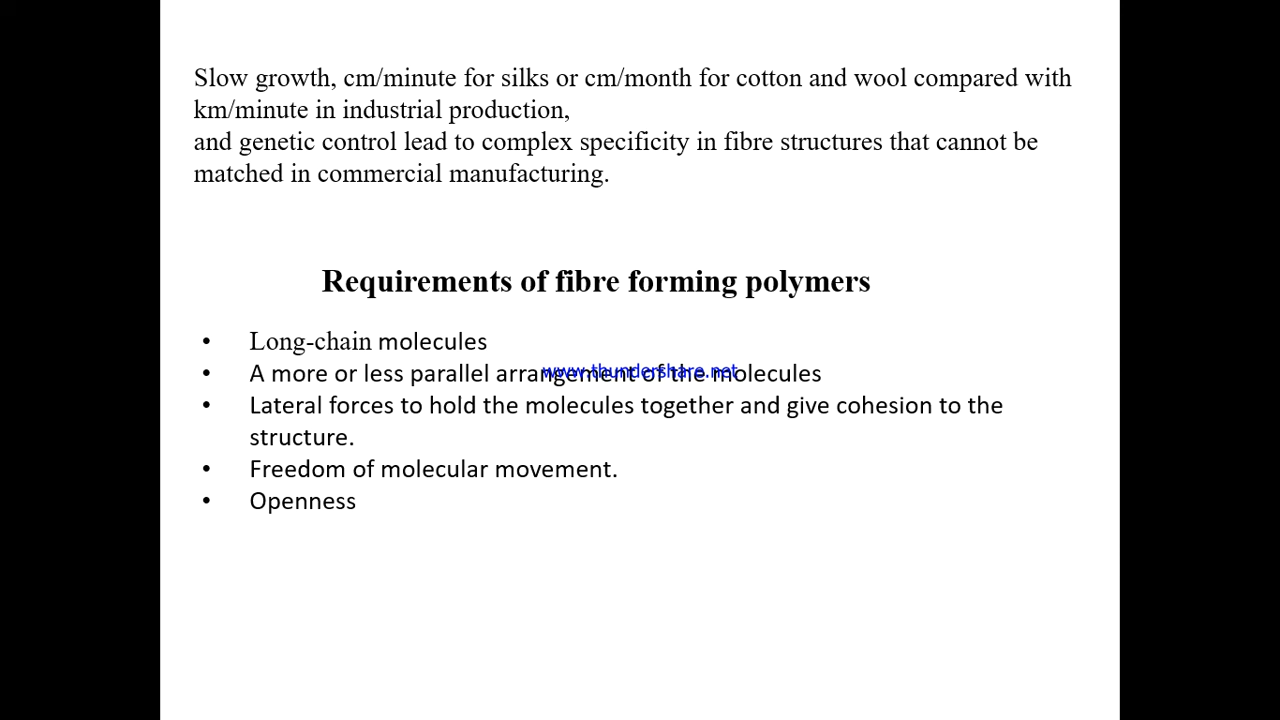 Slow growth, cm/minute for silks or cm/month for cotton and wool compared with
km/minute in industrial production,
and genetic control lead to complex specificity in fibre structures that cannot be
matched in commercial manufacturing.
Requirements of fibre forming polymers
• Long-chain molecules
• A more or less parallel arrangement of the molecules
www.thundershare.net
• Lateral forces to hold the molecules together and give cohesion to the
structure.
• Freedom of molecular movement.
• Openness